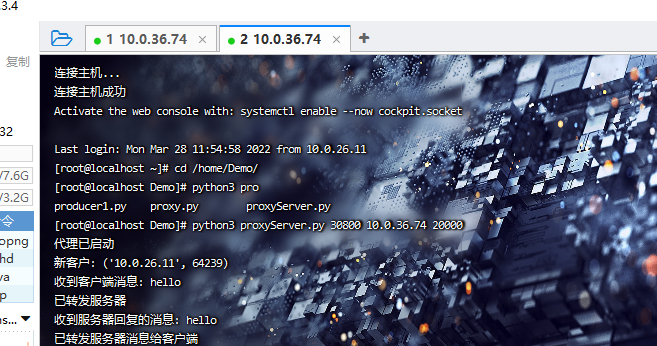 .3.4
1 10.0.36.74 ×
2 10.0.36.74 ×
+
复制
连接主机...
连接主机成功
Activate the web console with: systemctl enable --now cockpit.socket
32
Last login: Mon Mar 28 11:54:58 2022 from 10.0.26.11
[root@localhost ~]# cd /home/Demo/
/7.6G
[root@localhost Demo]# python3 pro
/3.2G
producer1.py proxy.py proxyServer.py
令
[root@localhost Demo]# python3 proxyServer.py 30800 10.0.36.74 20000
opng
代理已启动
hd
新客户: ('10.0.26.11', 64239)
va
收到客户端消息: hello
p
已转发服务器
ns...
收到服务器回复的消息: hello
已转发服务器消息给客户端